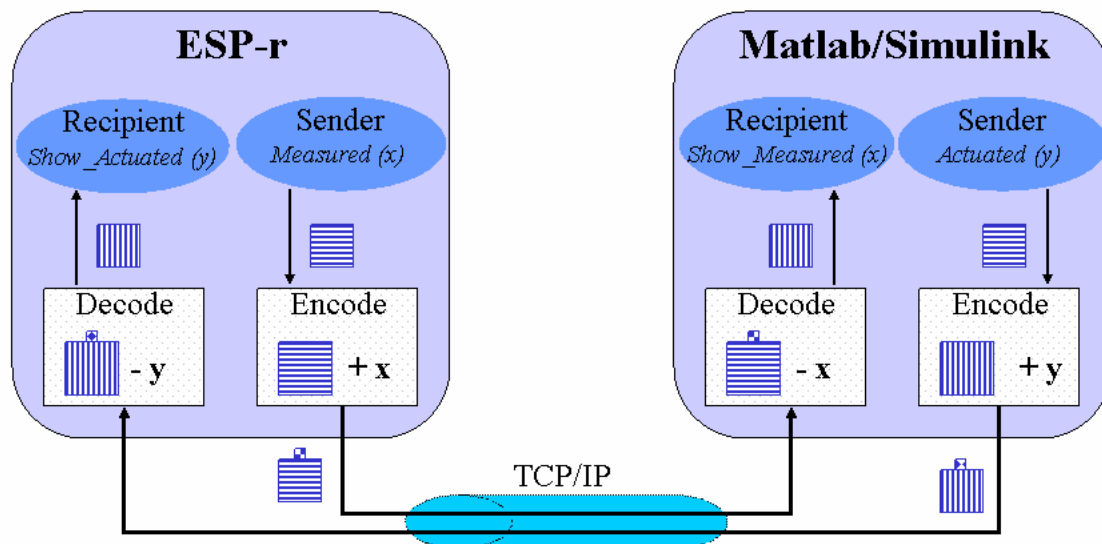 ESP-r
Recipient
Show_Actuated (y)
Sender
Measured (x)
Decode
- y
Encode
+ x
Matlab/Simulink
Recipient
Show_Measured (x)
Sender
Actuated (y)
Decode
- x
Encode
+ y
TCP/IP